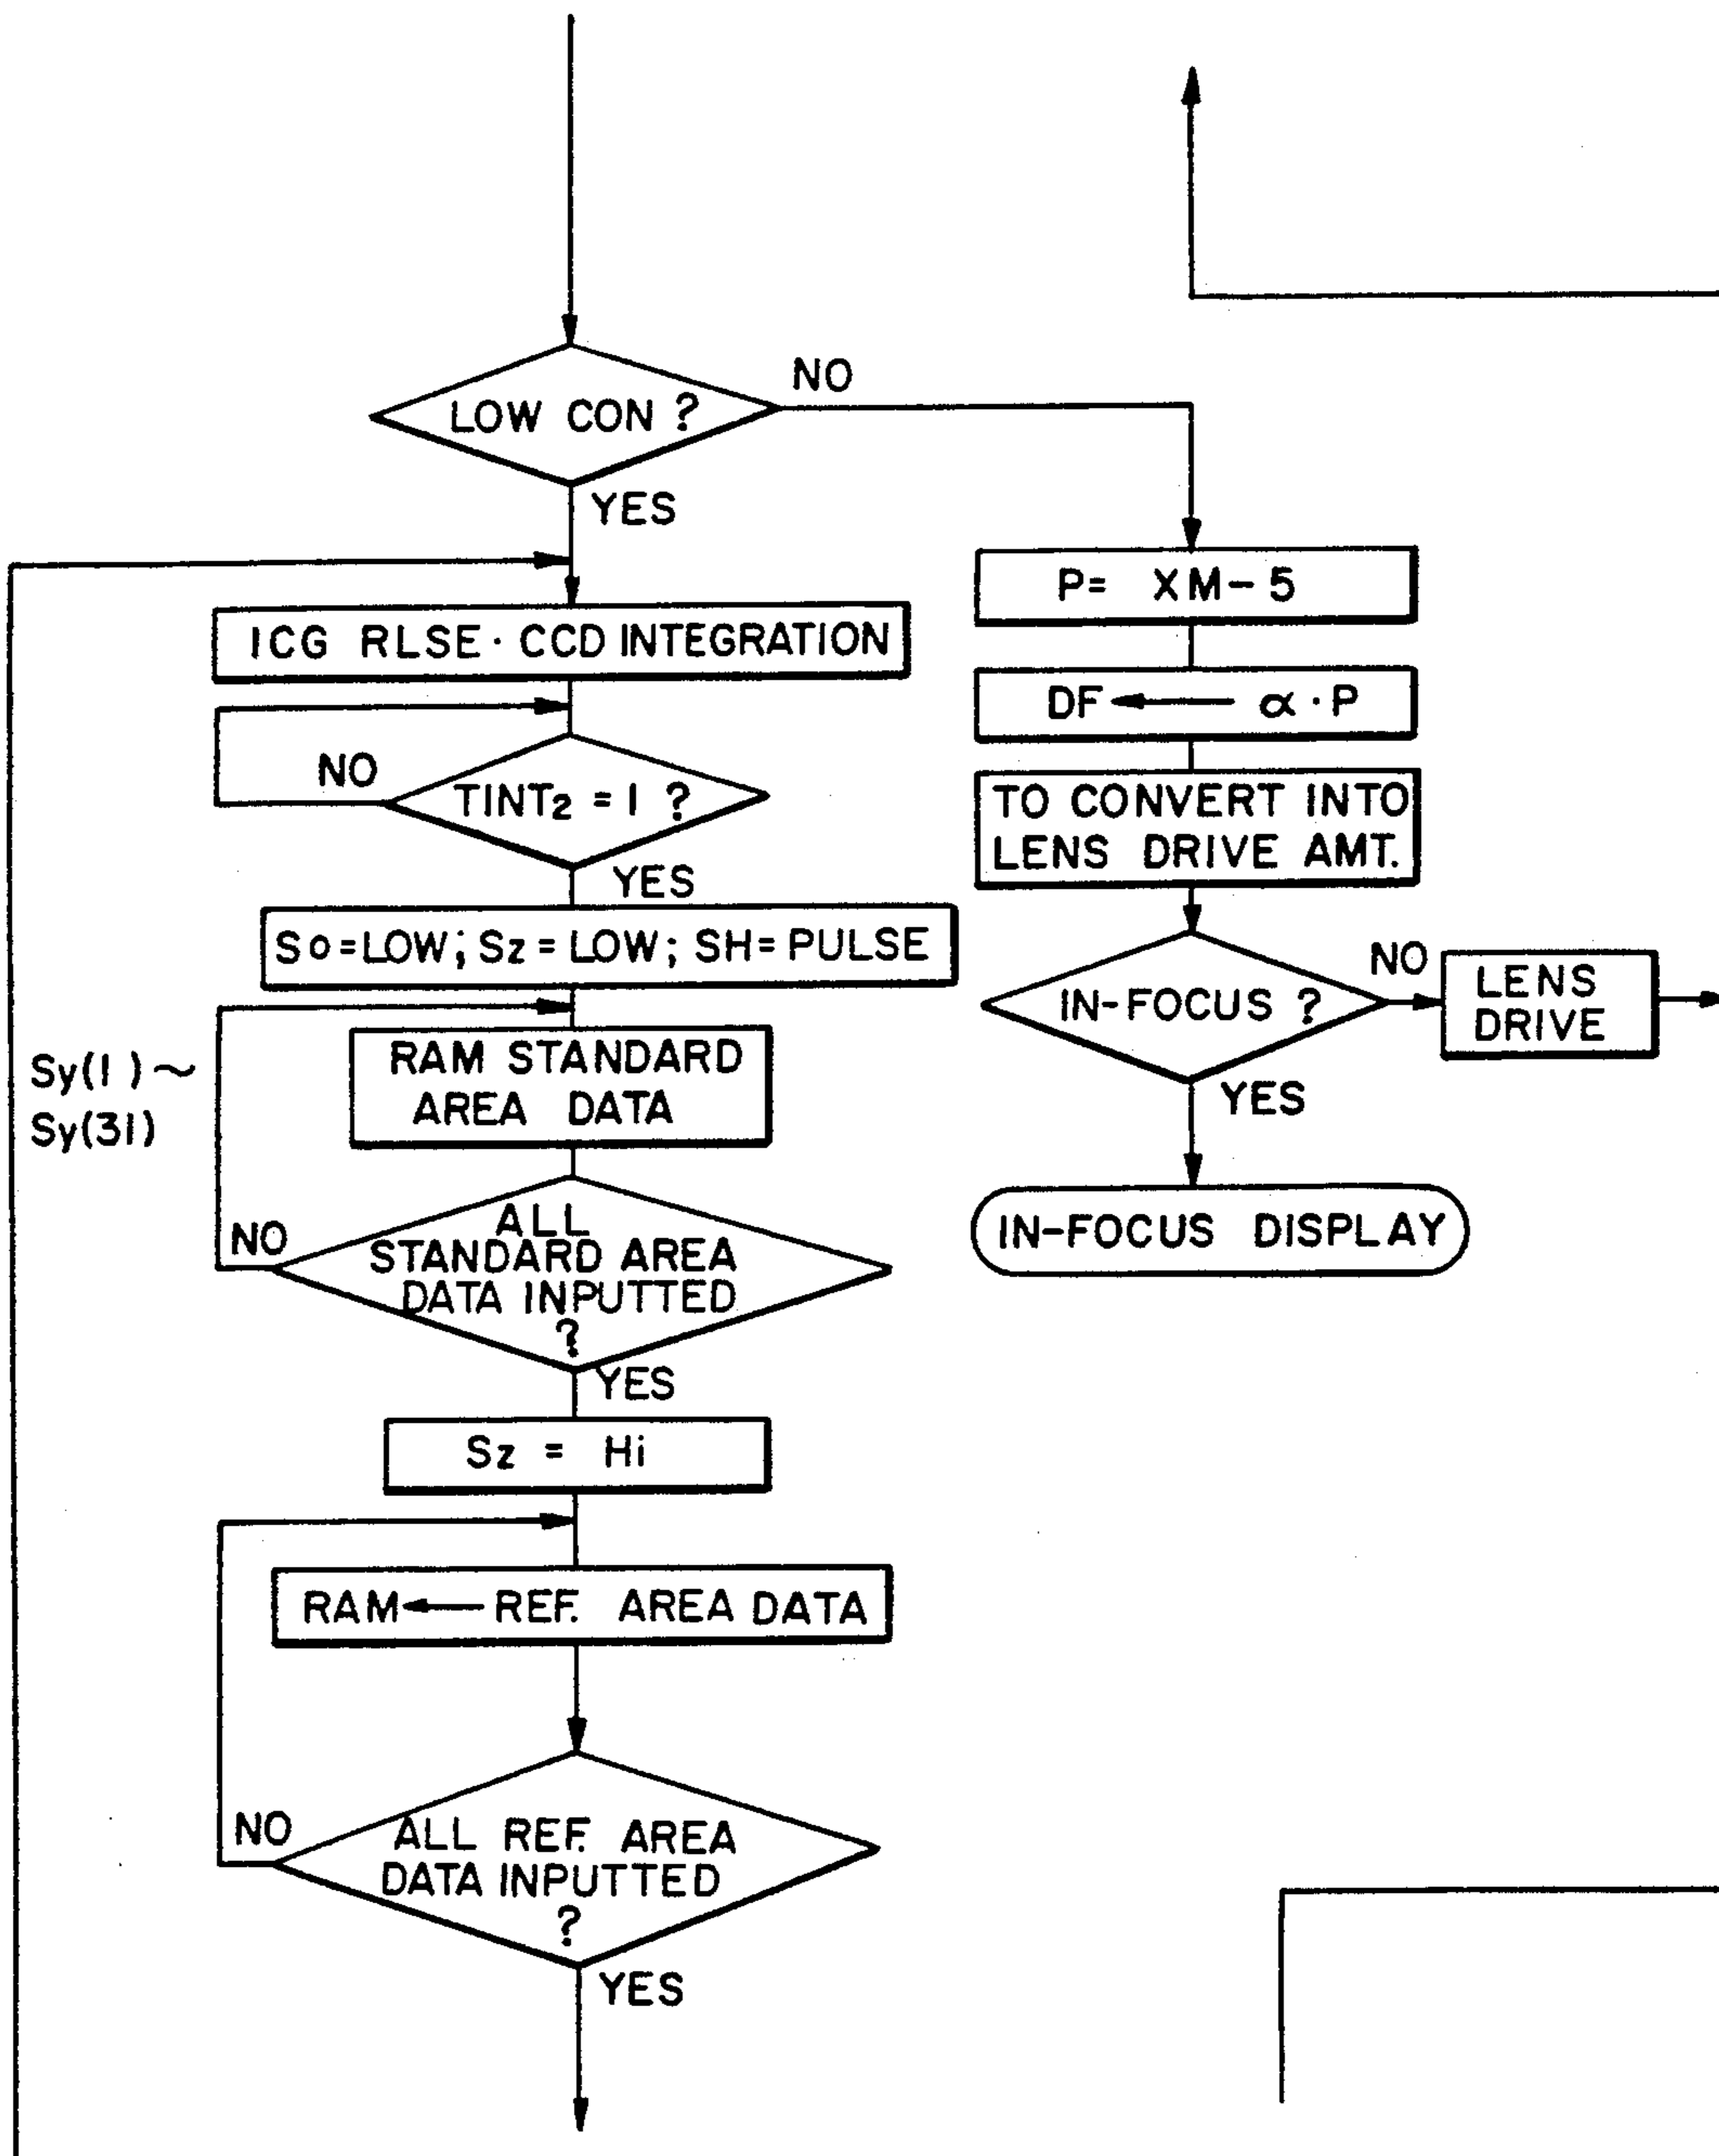 LOW CON ?
NO
YES
ICG RLSE · CCD INTEGRATION
NO
TINT2 = 1 ?
YES
So=LOW; Sz=LOW; SH=PULSE
Sy(1)~
Sy(31)
RAM STANDARD
AREA DATA
NO
ALL
STANDARD AREA
DATA INPUTTED
?
YES
Sz = Hi
RAM ← REF. AREA DATA
NO
ALL REF. AREA
DATA INPUTTED
?
YES
P= XM-5
DF ← α · P
TO CONVERT INTO
LENS DRIVE AMT.
IN-FOCUS ?
NO
LENS
DRIVE
YES
IN-FOCUS DISPLAY